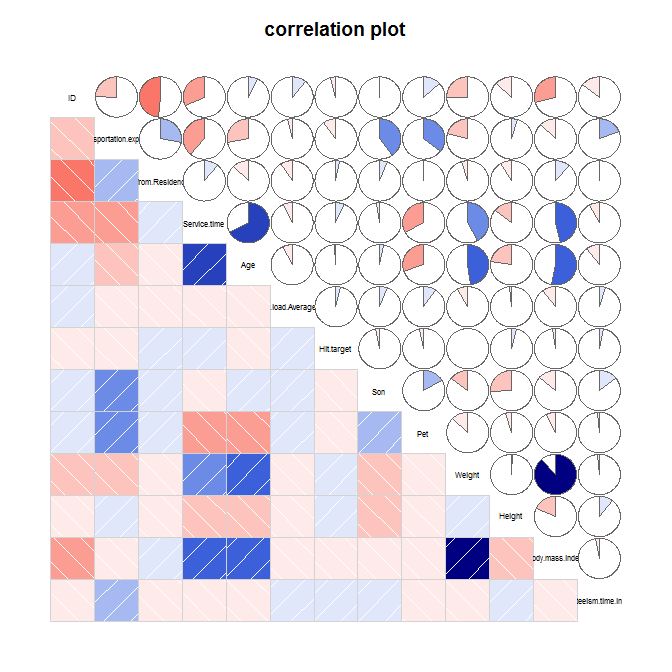 correlation plot
ID
sportation.exp
rom.Residenc
Service.time
Age
.load.Average
Hit.target
Son
Pet
Weight
Height
ody.mass.inde
teeism.time.in